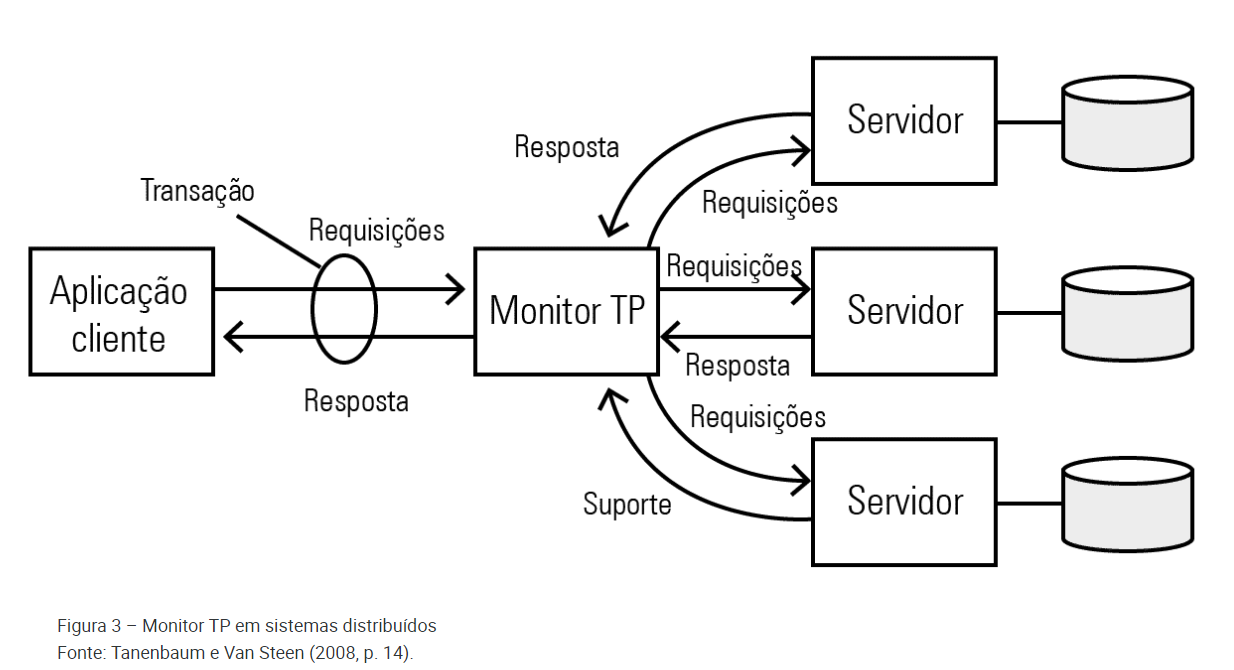 Servidor
Resposta
Transação
Requisições
Requisições
Requisições
Aplicação
cliente
Monitor TP
Servidor
Resposta
Resposta
Requisições
Suporte
Servidor
Figura 3 – Monitor TP em sistemas distribuídos
Fonte: Tanenbaum e Van Steen (2008, p. 14).